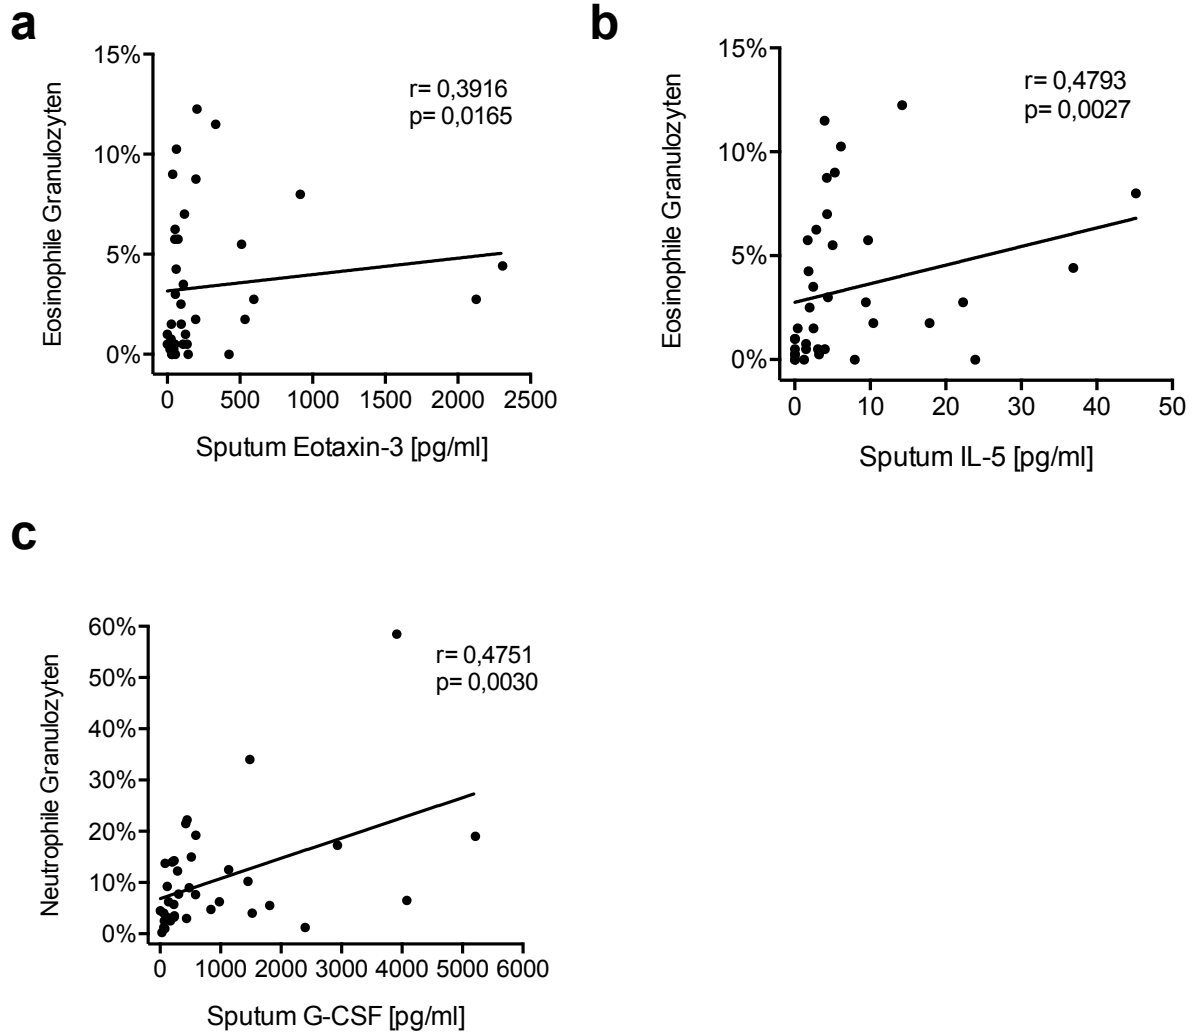 a
15%
10%
5%
0%
Eosinophile Granulozyten
r= 0,3916
p= 0,0165
0 500 1000 1500 2000 2500
Sputum Eotaxin-3 [pg/ml]
b
15%
10%
5%
0%
Eosinophile Granulozyten
r= 0,4793
p= 0,0027
0 10 20 30 40 50
Sputum IL-5 [pg/ml]
c
60%
50%
40%
30%
20%
10%
0%
Neutrophile Granulozyten
r= 0,4751
p= 0,0030
0 1000 2000 3000 4000 5000 6000
Sputum G-CSF [pg/ml]